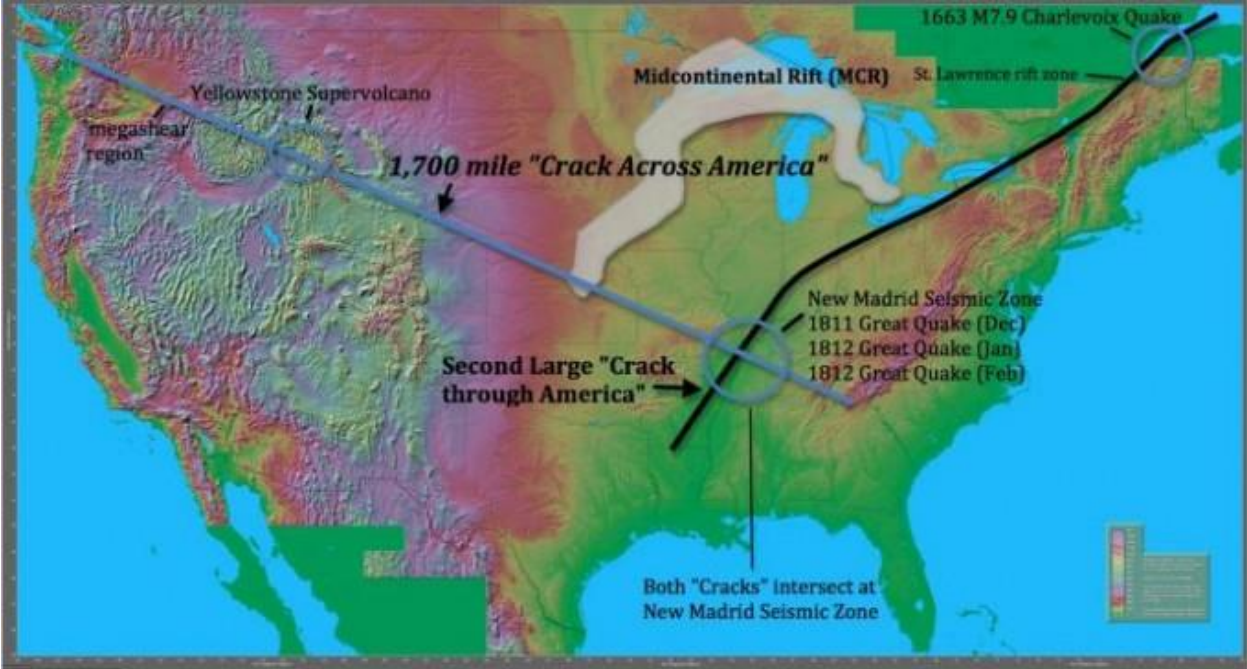 1663 M7.9 Charlevoix Quake
Midcontinental Rift (MCR)
St. Lawrence rift zone
Yellowstone Supervolcano
"megashear
region"
1,700 mile "Crack Across America"
New Madrid Seismic Zone
1811 Great Quake (Dec)
1812 Great Quake (Jan)
1812 Great Quake (Feb)
Second Large "Crack
through America"
Both "Cracks" intersect at
New Madrid Seismic Zone